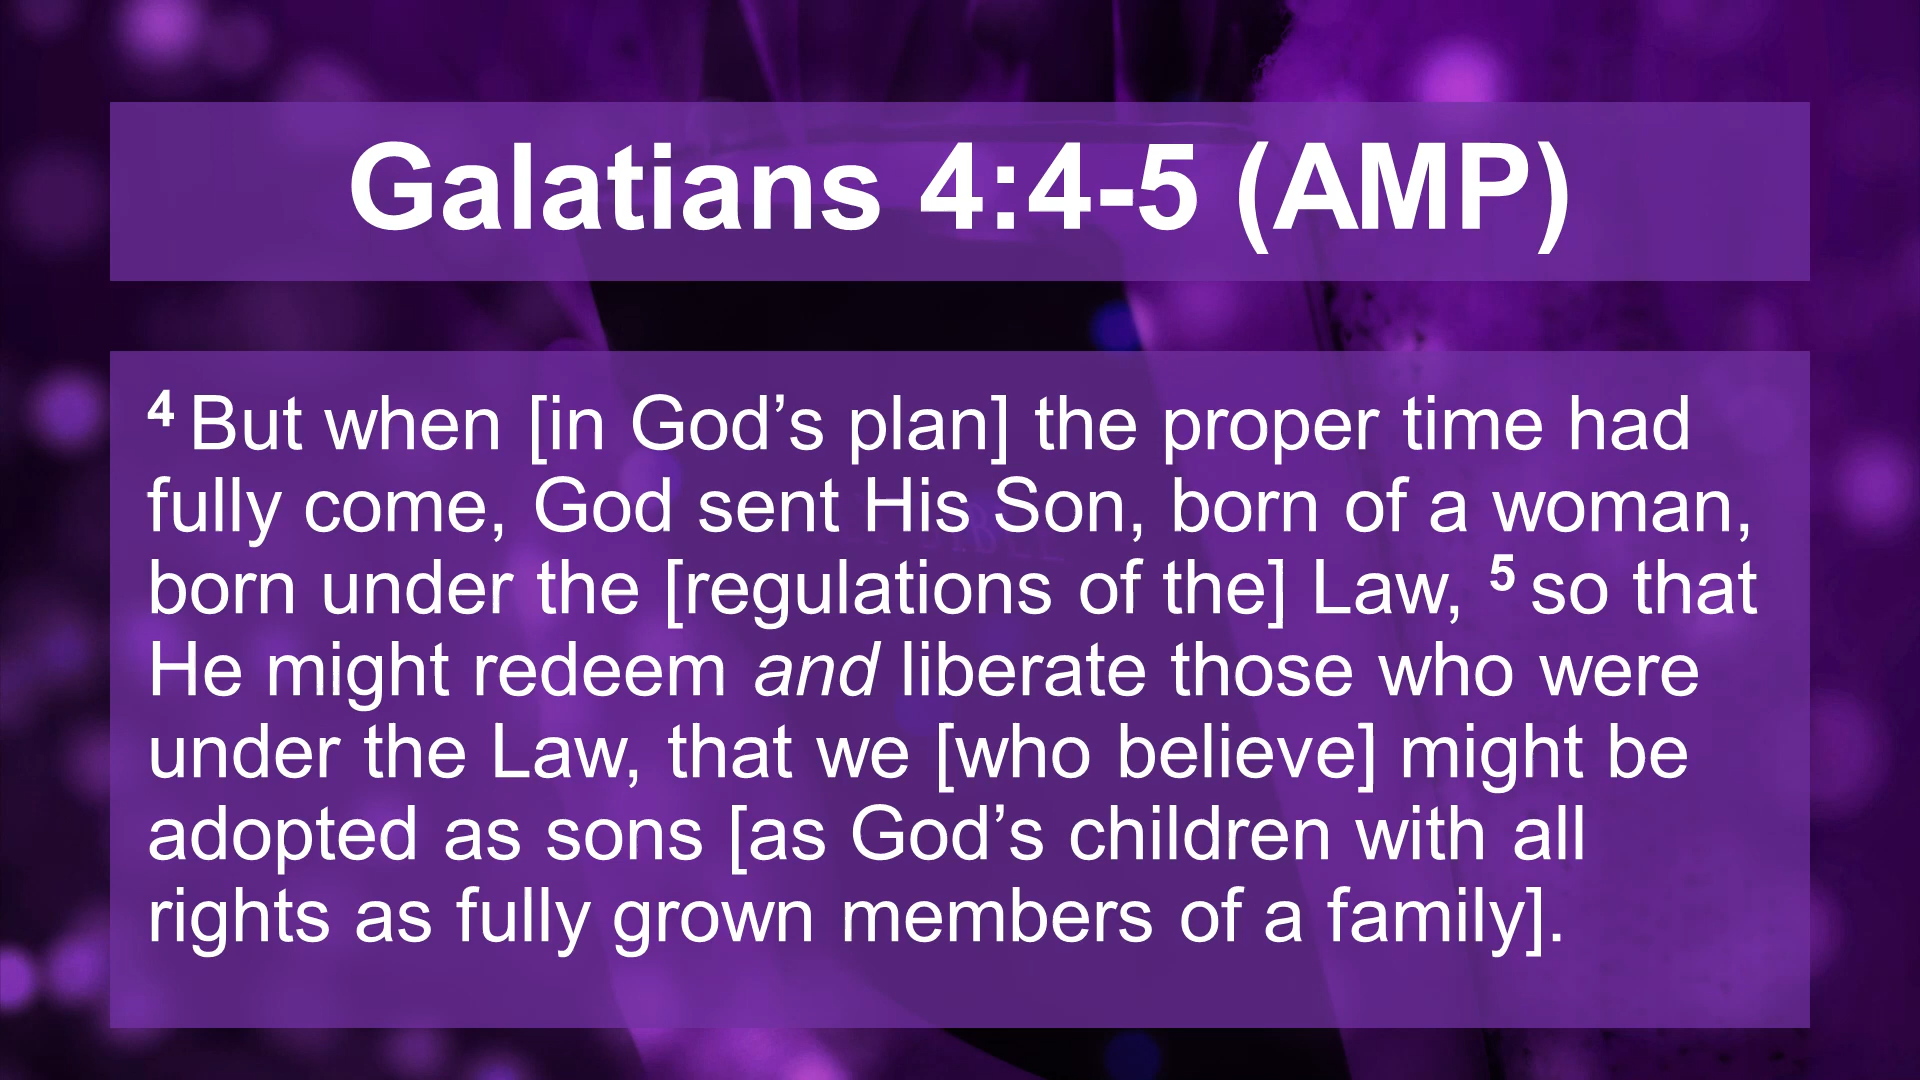 Galatians 4:4-5 (AMP)
4 But when [in God’s plan] the proper time had
fully come, God sent His Son, born of a woman,
born under the [regulations of the] Law, 5 so that
He might redeem and liberate those who were
under the Law, that we [who believe] might be
adopted as sons [as God’s children with all
rights as fully grown members of a family].